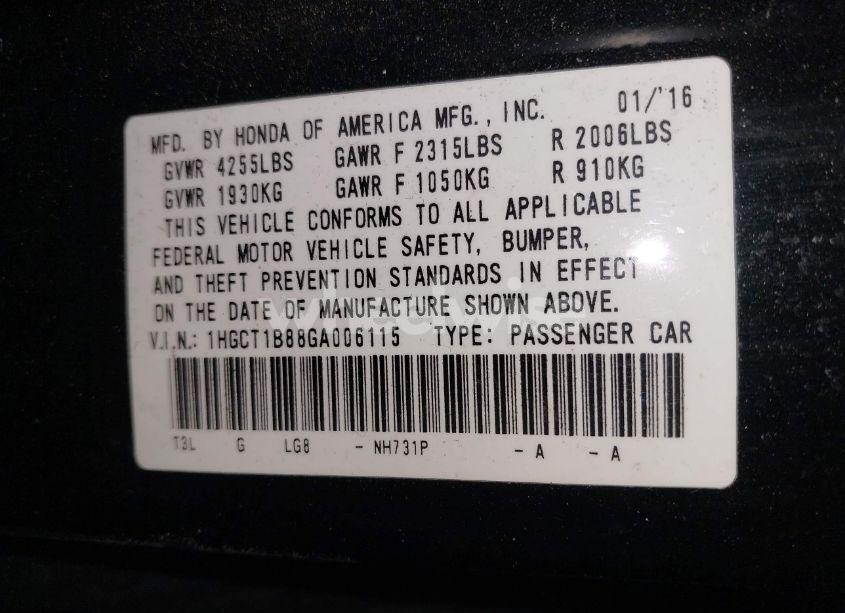 MFD. BY HONDA OF AMERICA MFG., INC. 01/'16
GVWR 4255LBS GAWR F 2315LBS R 2006LBS
GVWR 1930KG GAWR F 1050KG R 910KG
THIS VEHICLE CONFORMS TO ALL APPLICABLE
FEDERAL MOTOR VEHICLE SAFETY, BUMPER,
AND THEFT PREVENTION STANDARDS IN EFFECT
ON THE DATE OF MANUFACTURE SHOWN ABOVE.
V.I.N.: 1HGCT1B88GA006115 TYPE: PASSENGER CAR
T3L G LG8 - NH731P - A - A